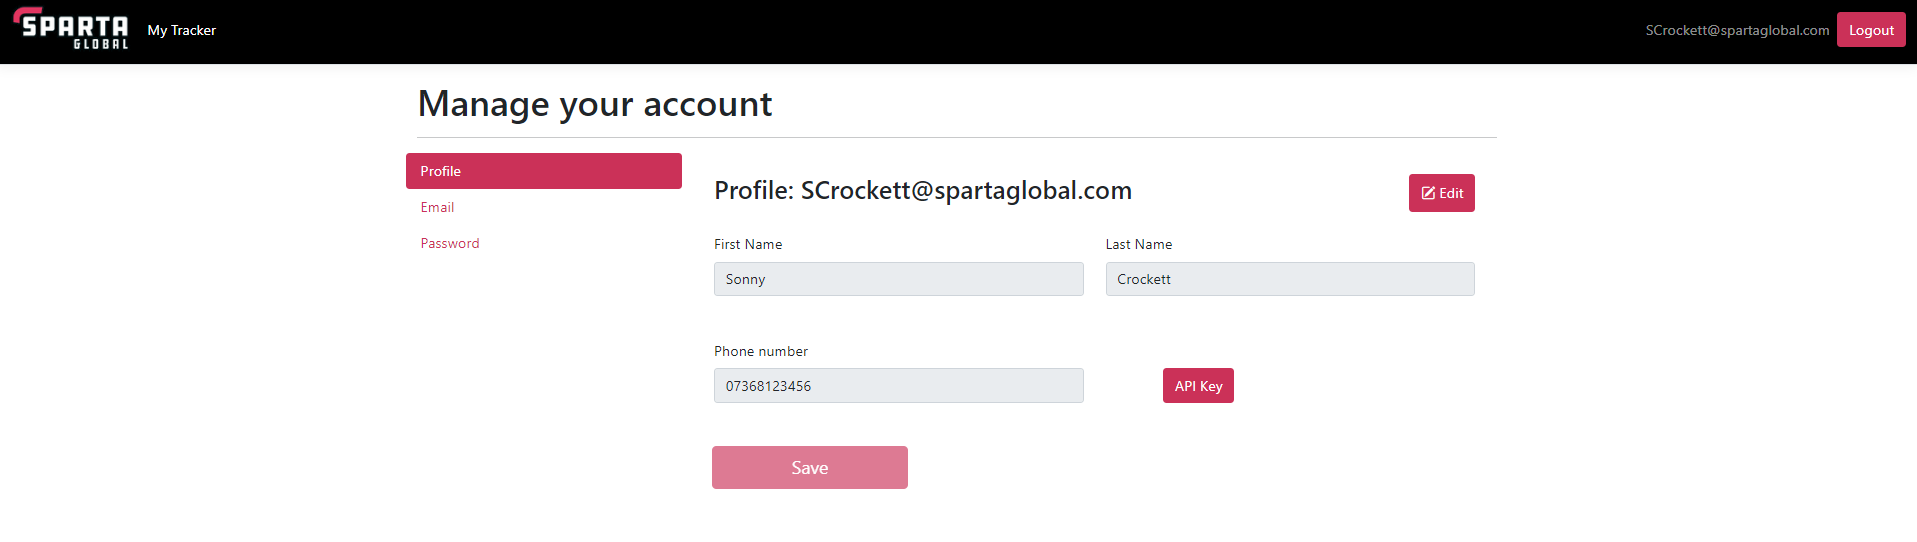 SPARTA
GLOBAL
My Tracker
SCrockett@spartaglobal.com
Logout
Manage your account
Profile
Email
Password
Profile: SCrockett@spartaglobal.com
Edit
First Name
Last Name
Sonny
Crockett
Phone number
07368123456
API Key
Save